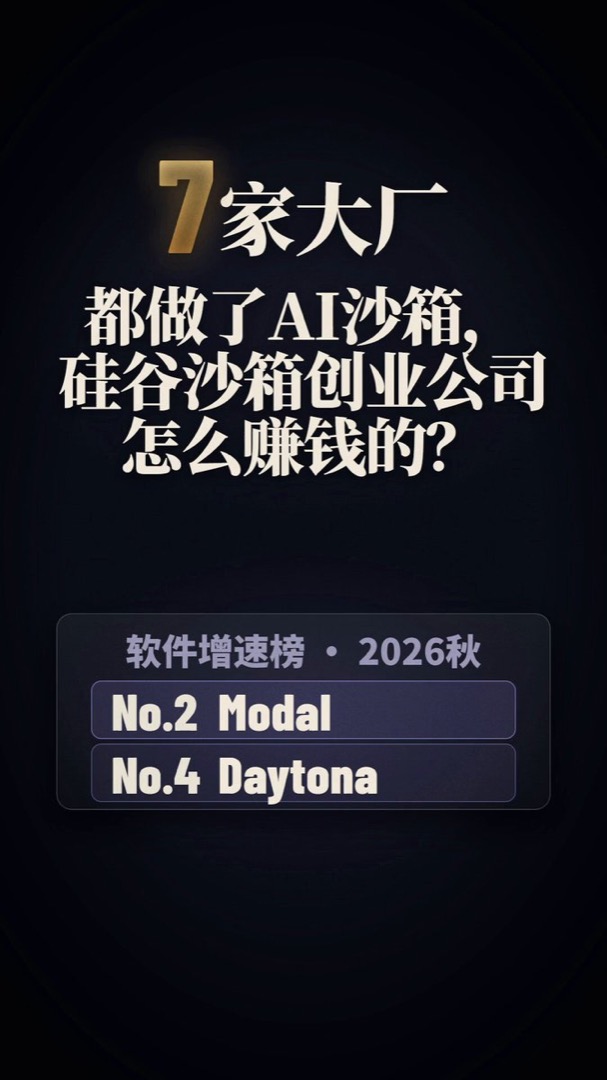 7家大厂
都做了AI沙箱，
硅谷沙箱创业公司
怎么赚钱的？
软件增速榜 · 2026秋
No.2 Modal
No.4 Daytona